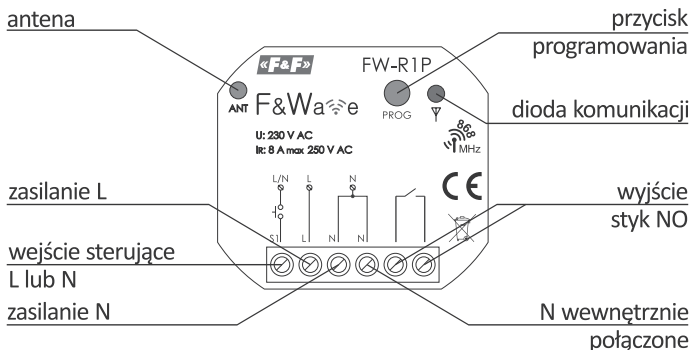 antena
przycisk
programowania
«F&F»
FW-R1P
ANT
F&Wave
PROG
dioda komunikacji
U: 230 V AC
IR: 8 A max 250 V AC
868
MHz
L/N
L
N
CE
zasilanie L
wyjście
styk NO
S1
L
N
N
wejście sterujące
L lub N
zasilanie N
N wewnętrznie
połączone